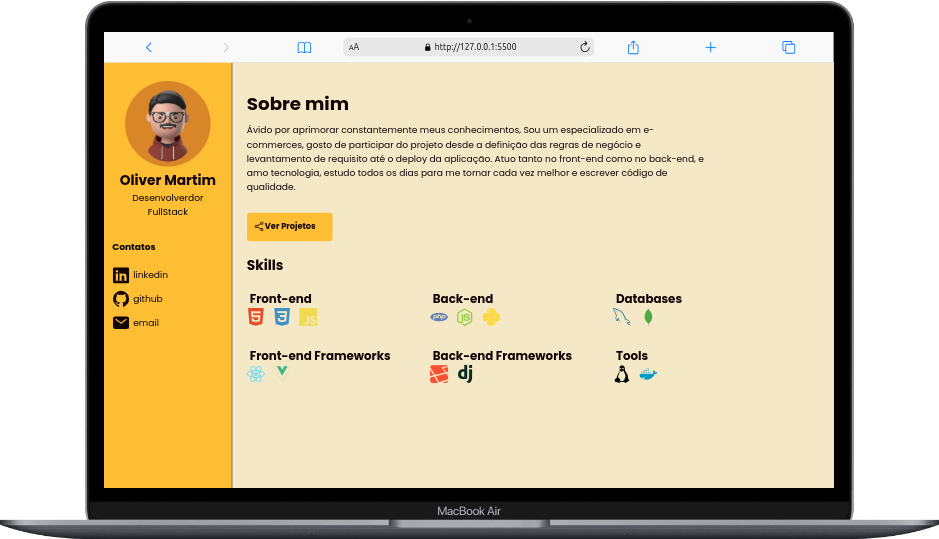 AA
http://127.0.0.1:5500
Oliver Martim
Desenvolverdor
FullStack
Contatos
linkedin
github
email
Sobre mim
Ávido por aprimorar constantemente meus conhecimentos, Sou um especializado em e-
commerces, gosto de participar do projeto desde a definição das regras de negócio e
levantamento de requisito até o deploy da aplicação. Atuo tanto no front-end como no back-end, e
amo tecnologia, estudo todos os dias para me tornar cada vez melhor e escrever código de
qualidade.
Ver Projetos
Skills
Front-end
5
3
JS
Back-end
php
JS
Databases
Front-end Frameworks
Back-end Frameworks
dj
Tools
MacBook Air